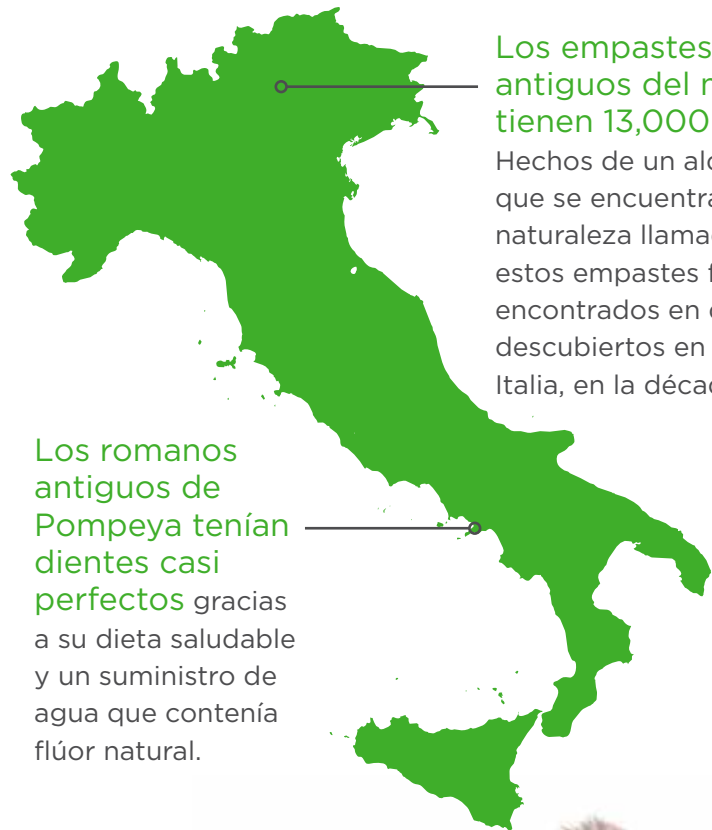 Los empastes
antiguos del
tienen 13,000
Hechos de un
que se encuentra
naturaleza
estos empastes
encontrados en
descubiertos en
Italia, en la
Los romanos
antiguos de
Pompeya tenían
dientes casi
perfectos gracias
a su dieta saludable
y un suministro de
agua que contenía
flúor natural.